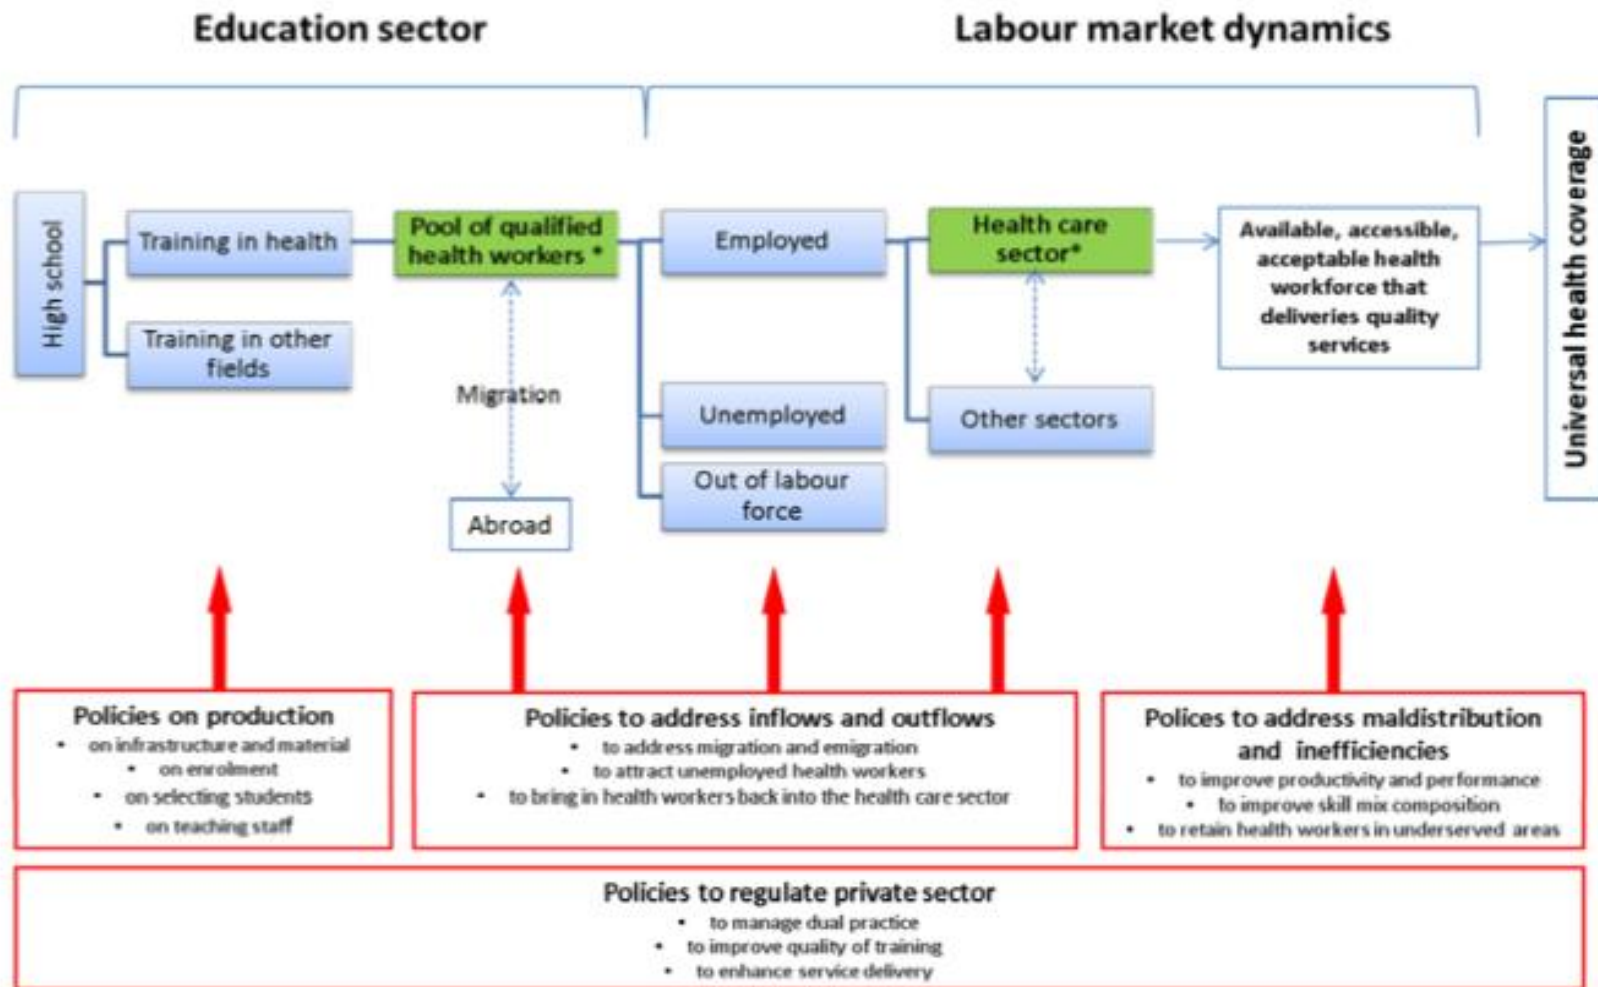 Education sector
Labour market dynamics
High school
Training in health
Training in other
fields
Pool of qualified
health workers *
Migration
Abroad
Employed
Unemployed
Out of labour
force
Health care
sector*
Other sectors
Available, accessible,
acceptable health
workforce that
deliveries quality
services
Universal health coverage
Policies on production
• on infrastructure and material
• on enrolment
• on selecting students
• on teaching staff
Policies to address inflows and outflows
• to address migration and emigration
• to attract unemployed health workers
• to bring in health workers back into the health care sector
Polices to address maldistribution
and inefficiencies
• to improve productivity and performance
• to improve skill mix composition
• to retain health workers in underserved areas
Policies to regulate private sector
• to manage dual practice
• to improve quality of training
• to enhance service delivery